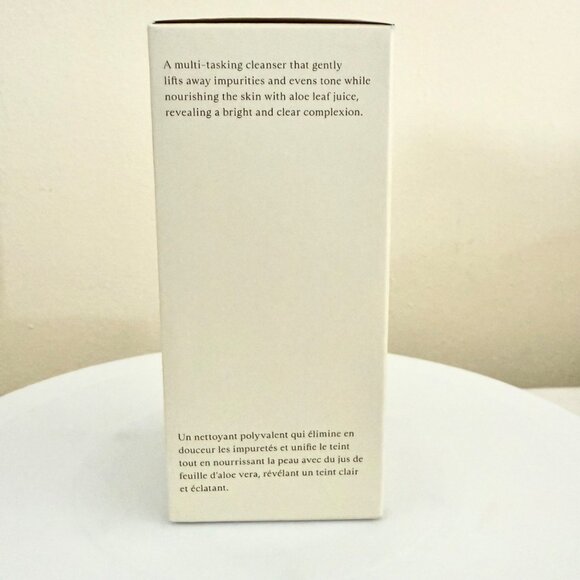 A multi-tasking cleanser that gently
lifts away impurities and evens tone while
nourishing the skin with aloe leaf juice,
revealing a bright and clear complexion.
Un nettoyant polyvalent qui élimine en
douceur les impuretés et unifie le teint
tout en nourrissant la peau avec du jus de
feuille d'aloe vera, révélant un teint clair
et éclatant.